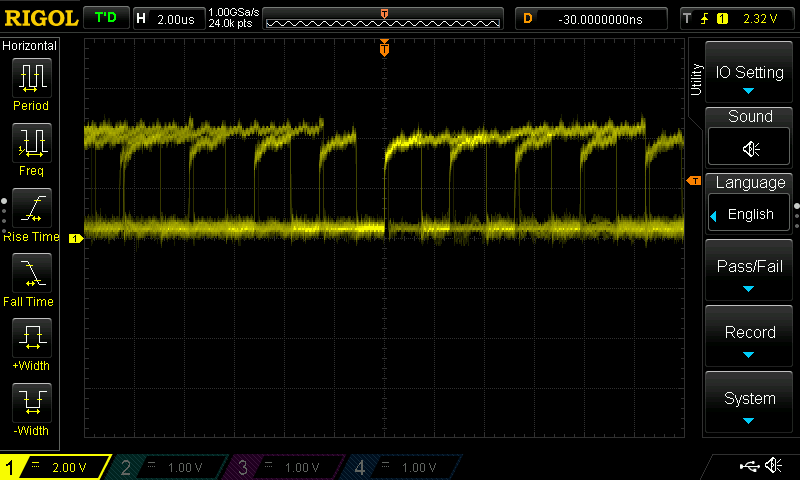 RIGOL T'D H 2.00us 1.00GSa/s 24.0k pts T D -30.0000000ns T 1 2.32 V
Horizontal
Period
Freq
Rise Time
Fall Time
+Width
-Width
T
T
1
Utility
IO Setting
Sound
Language
English
Pass/Fail
Record
System
1 2.00 V 2 1.00 V 3 1.00 V 4 1.00 V